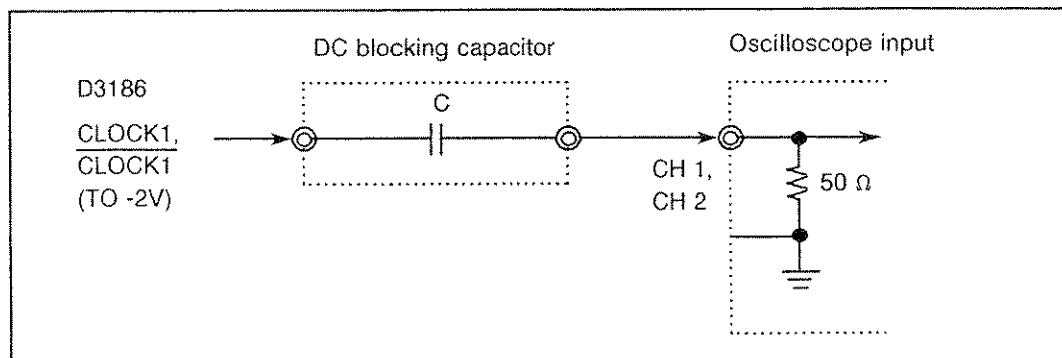 DC blocking capacitor
Oscilloscope input
D3186
C
CLOCK1,
CLOCK1
(TO -2V)
CH 1,
CH 2
50 Ω